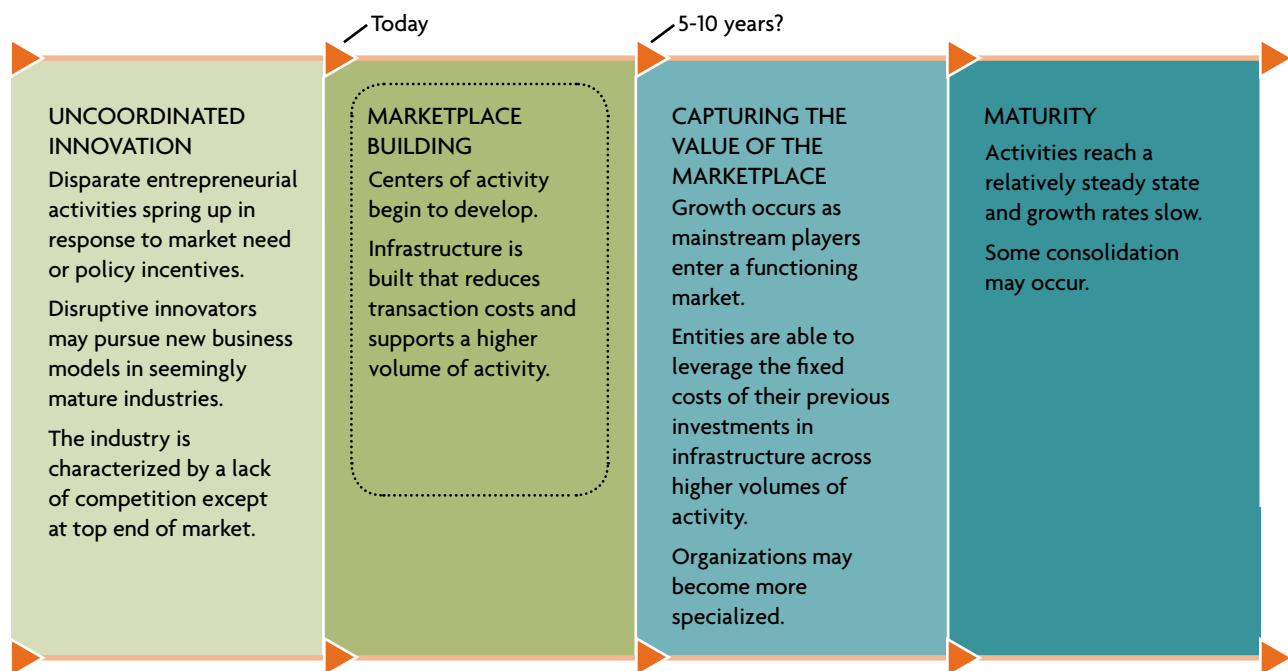 Today
5-10 years?
UNCOORDINATED
INNOVATION
Disparate entrepreneurial
activities spring up in
response to market need
or policy incentives.
Disruptive innovators
may pursue new business
models in seemingly
mature industries.
The industry is
characterized by a lack
of competition except
at top end of market.
MARKETPLACE
BUILDING
Centers of activity
begin to develop.
Infrastructure is
built that reduces
transaction costs and
supports a higher
volume of activity.
CAPTURING THE
VALUE OF THE
MARKETPLACE
Growth occurs as
mainstream players
enter a functioning
market.
Entities are able to
leverage the fixed
costs of their previous
investments in
infrastructure across
higher volumes of
activity.
Organizations may
become more
specialized.
MATURITY
Activities reach a
relatively steady state
and growth rates slow.
Some consolidation
may occur.